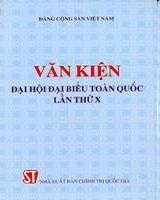 ĐẢNG CỘNG SẢN VIỆT NAM
VĂN KIỆN
ĐẠI HỘI ĐẠI BIỂU TOÀN QUỐC
LẦN THỨ X
ST
NHÀ XUẤT BẢN CHÍNH TRỊ QUỐC GIA